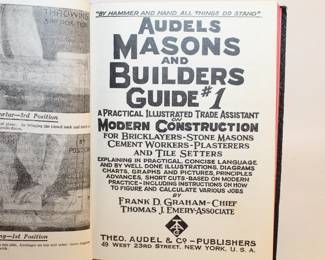 THROWING
Mortar-3rd Position
"BY HAMMER AND HAND, ALL THINGS DO STAND"
AUDELS
MASONS
AND
BUILDERS
GUIDE #1
A PRACTICAL ILLUSTRATED TRADE ASSISTANT
ON
MODERN CONSTRUCTION
FOR BRICKLAYERS-STONE MASONS
CEMENT WORKERS-PLASTERERS
AND TILE SETTERS
EXPLAINING IN PRACTICAL, CONCISE LANGUAGE
AND BY WELL DONE ILLUSTRATIONS, DIAGRAMS
CHARTS, GRAPHS AND PICTURES, PRINCIPLES
ADVANCES, SHORT CUTS-BASED ON MODERN
PRACTICE-INCLUDING INSTRUCTIONS ON HOW
TO FIGURE AND CALCULATE VARIOUS JOBS
BY
FRANK D. GRAHAM-CHIEF
THOMAS J. EMERY-ASSOCIATE
THEO. AUDEL & CO.-PUBLISHERS
49 WEST 23RD STREET, NEW YORK, U.S.A.